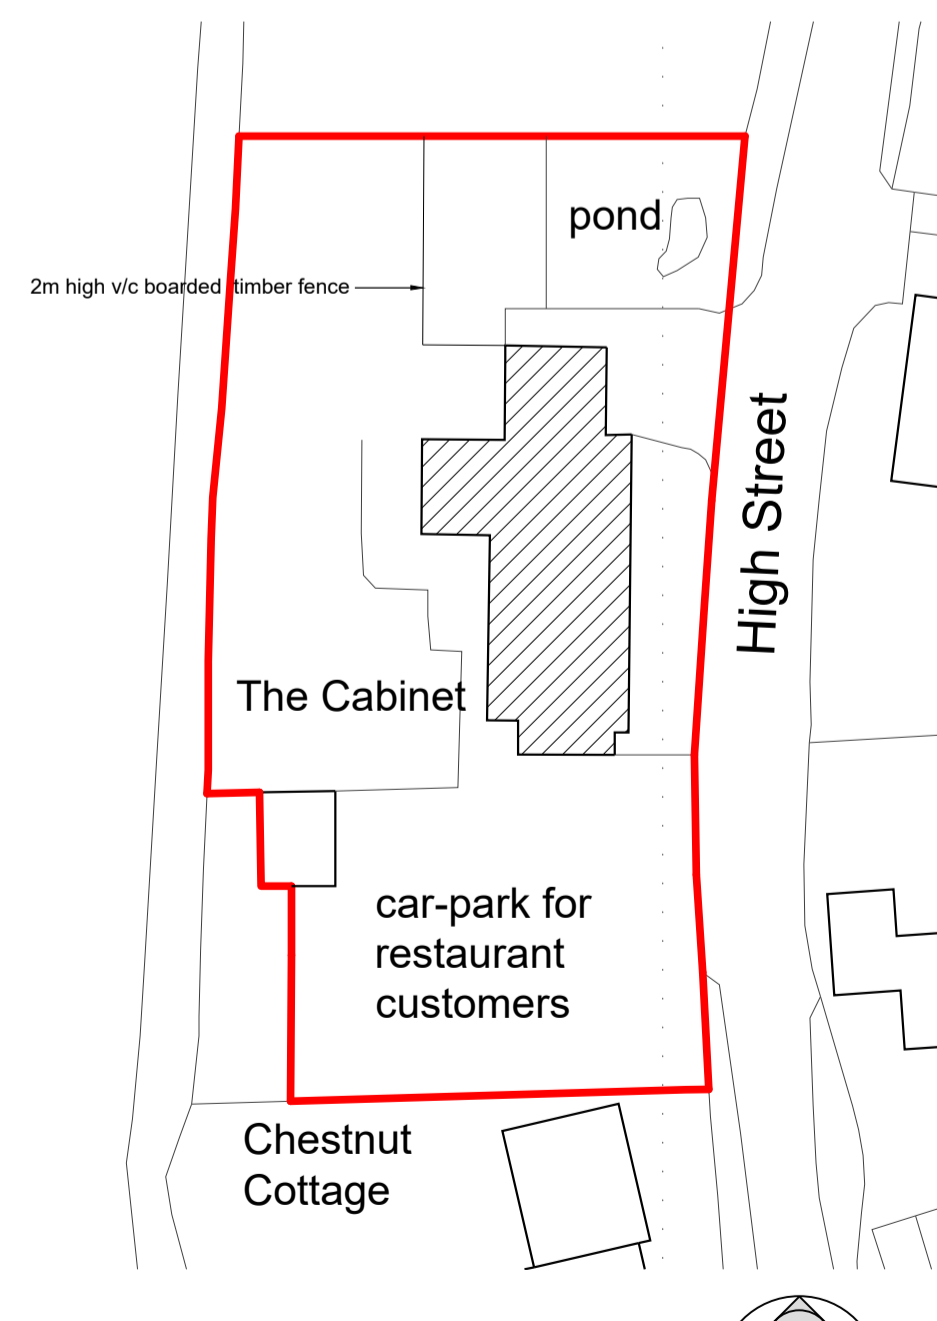 pond
2m high v/c boarded timber fence
High Street
The Cabinet
car-park for
restaurant
customers
Chestnut
Cottage